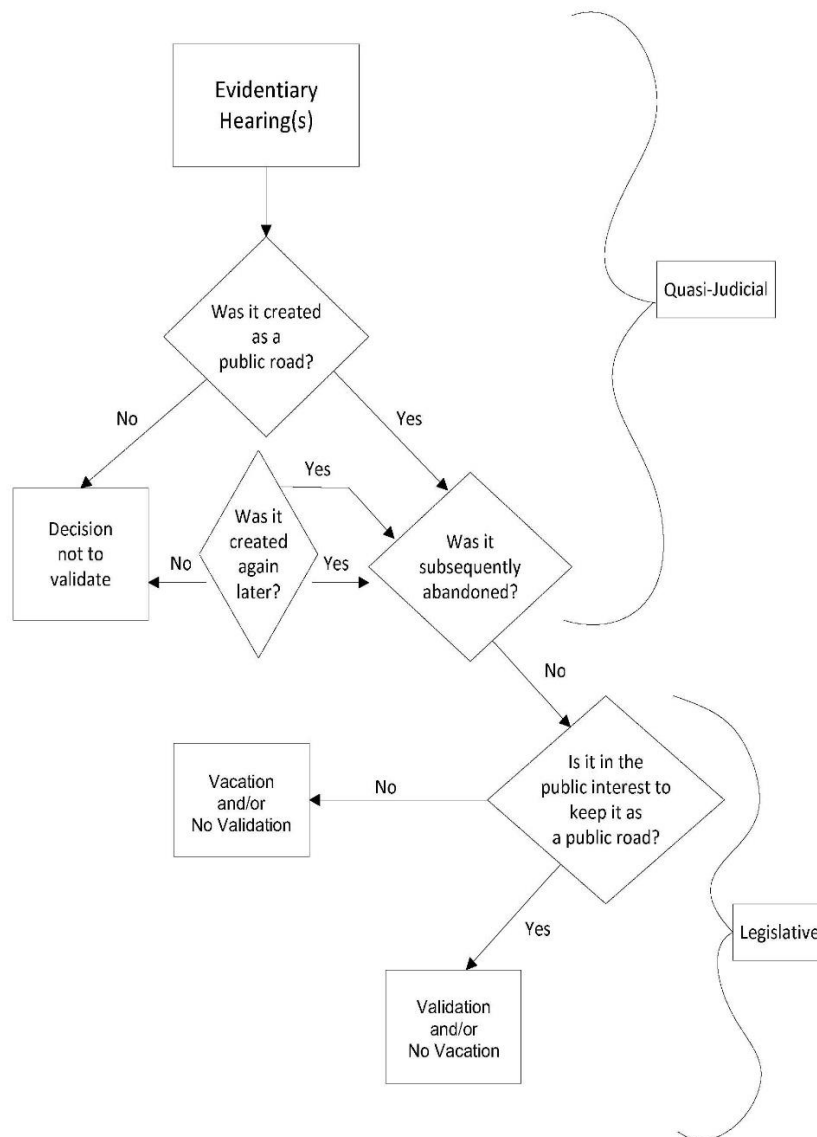 Evidentiary
Hearing(s)
Quasi-Judicial
Was it created
as a
public road?
No
Yes
Yes
Decision
not to
validate
No
Was it
created
again
later?
Yes
Was it
subsequently
abandoned?
No
Is it in the
public interest to
keep it as
a public road?
No
Vacation
and/or
No Validation
Yes
Legislative
Validation
and/or
No Vacation